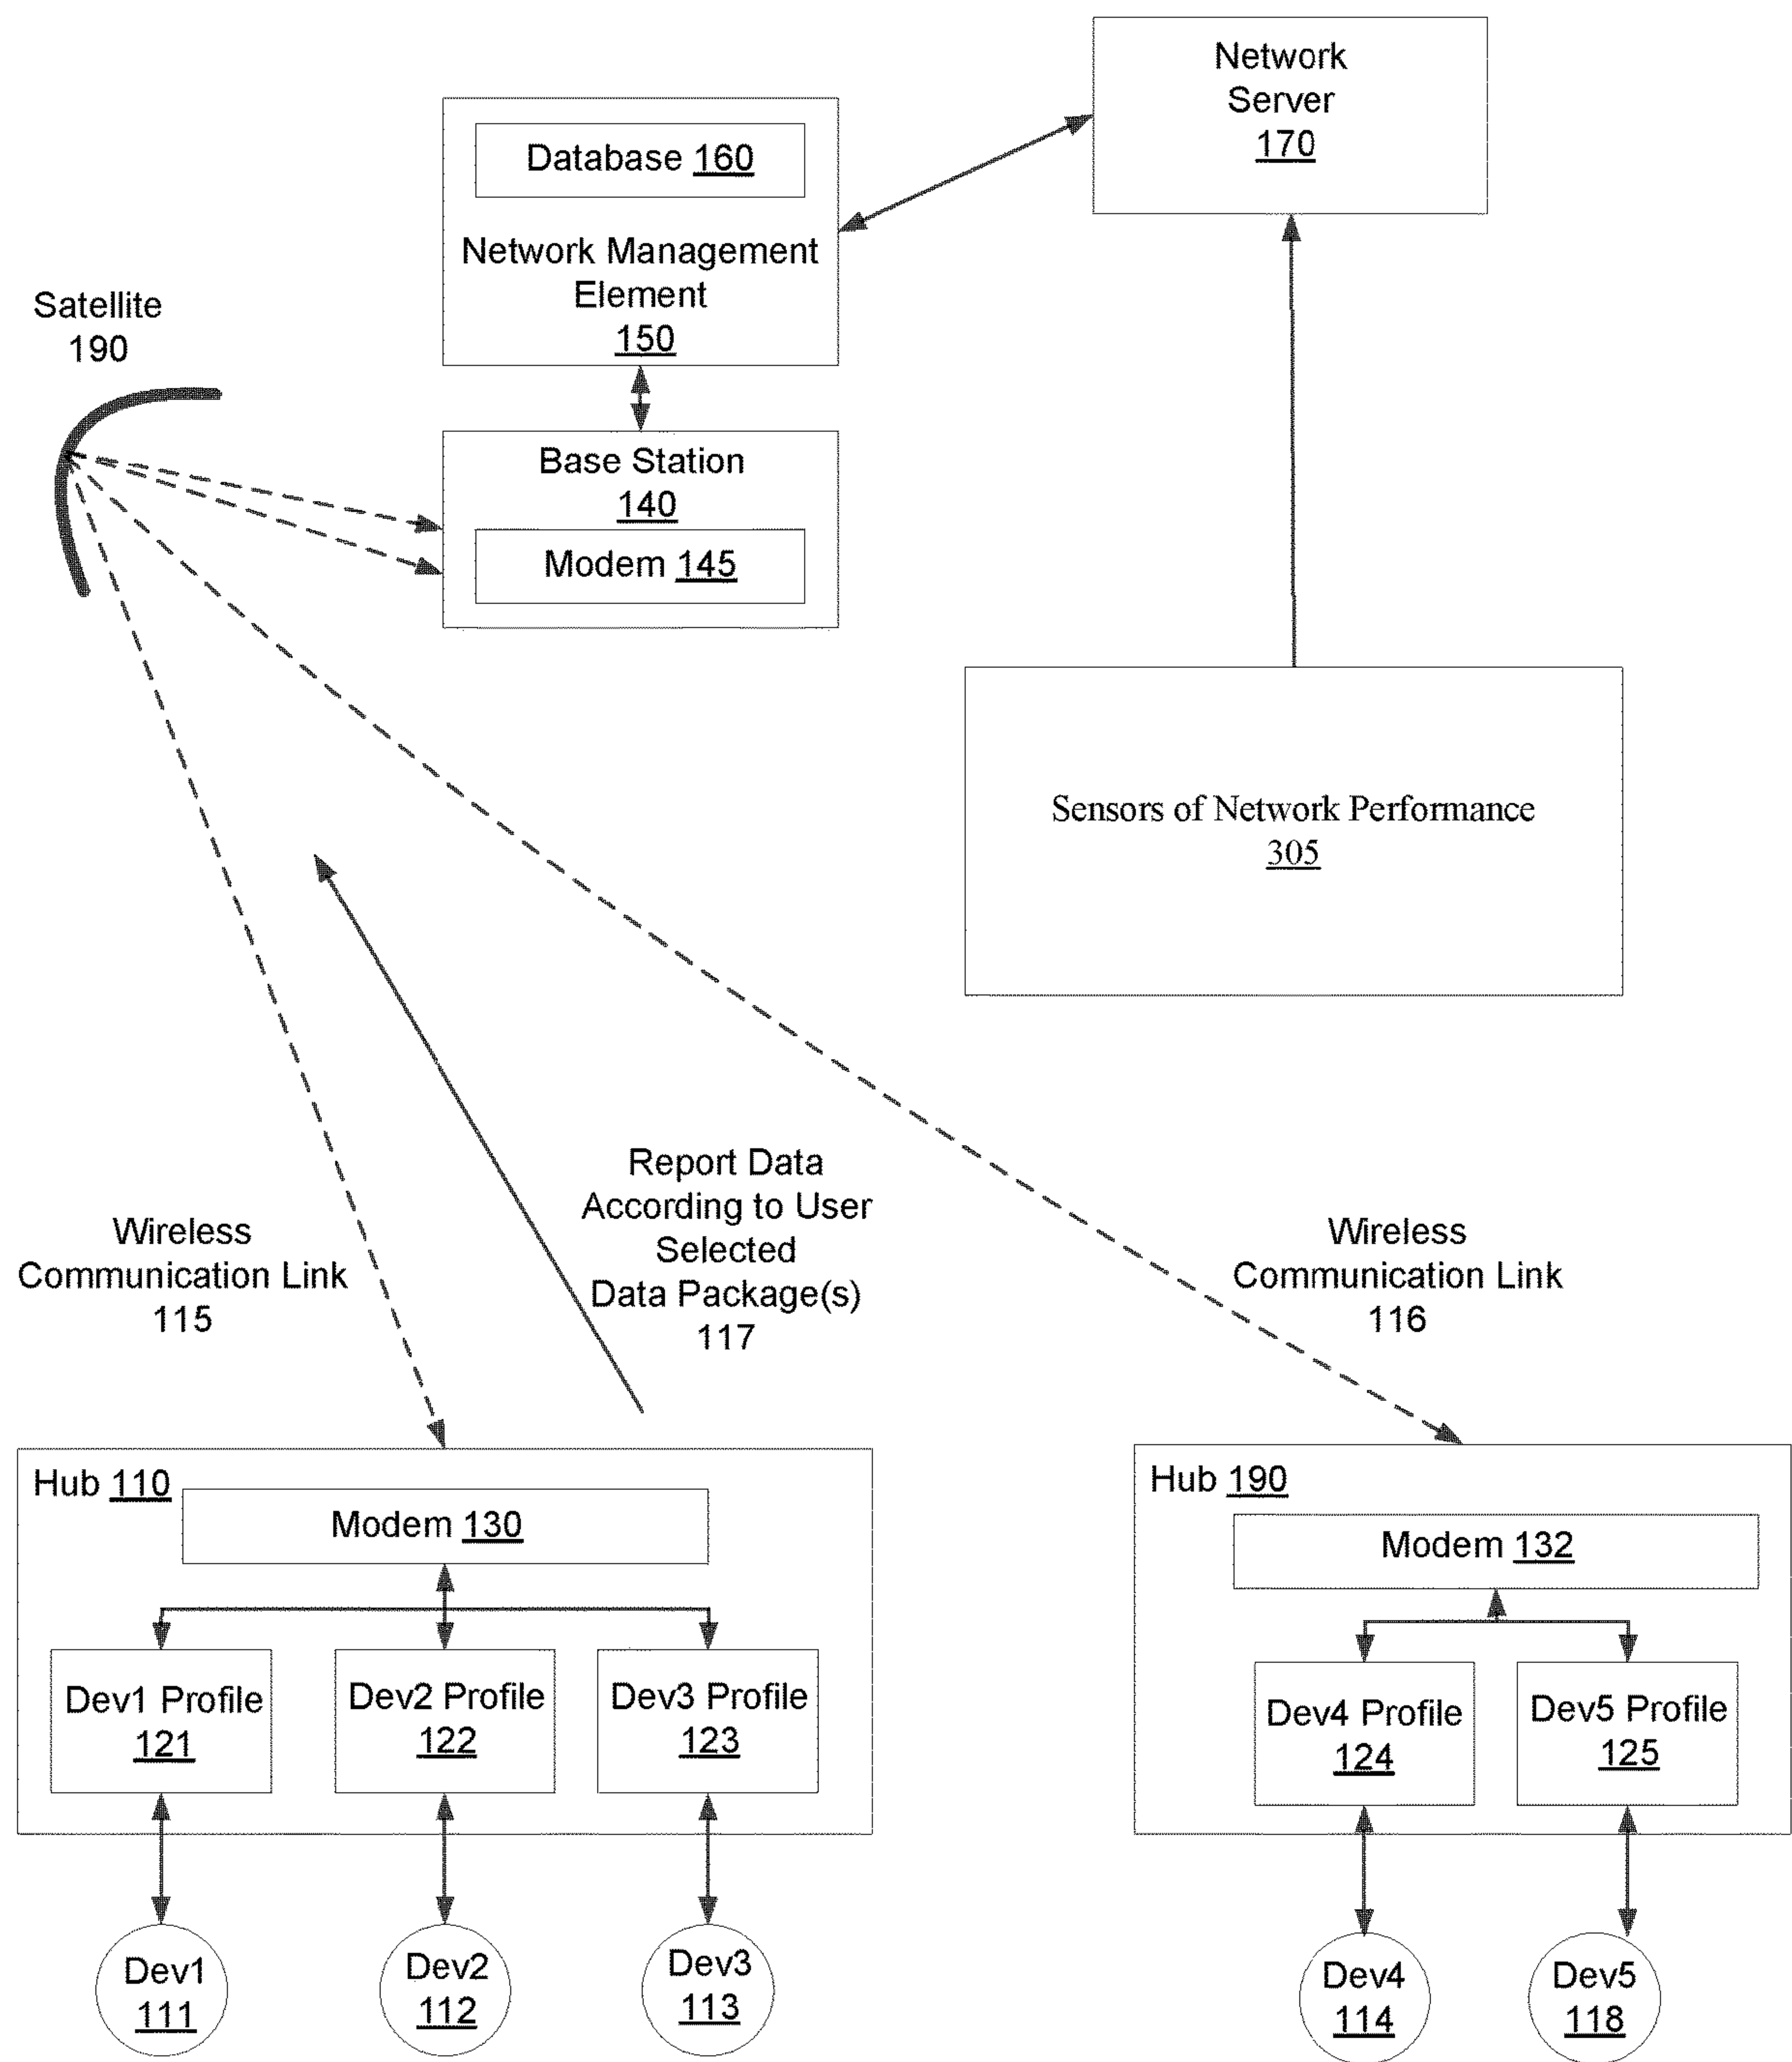 Network
Server
170
Database 160
Network Management
Element
150
Satellite
190
Base Station
140
Modem 145
Sensors of Network Performance
305
Report Data
According to User
Selected
Data Package(s)
117
Wireless
Communication Link
115
Wireless
Communication Link
116
Hub 110
Modem 130
Dev1 Profile
121
Dev2 Profile
122
Dev3 Profile
123
Hub 190
Modem 132
Dev4 Profile
124
Dev5 Profile
125
Dev1
111
Dev2
112
Dev3
113
Dev4
114
Dev5
118